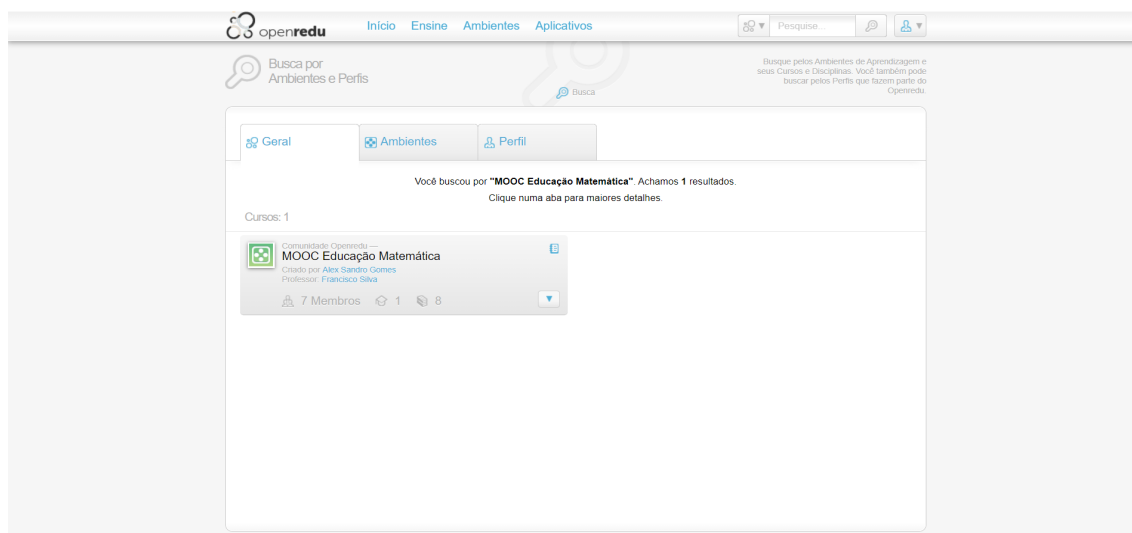 openredu
Início Ensine Ambientes Aplicativos
Pesquise...
Busca por
Ambientes e Perfis
Busca
Busque pelos Ambientes de Aprendizagem e
seus Cursos e Disciplinas. Você também pode
buscar pelos Perfis que fazem parte do
Openredu.
Geral
Ambientes
Perfil
Você buscou por "MOOC Educação Matemática". Achamos 1 resultados.
Clique numa aba para maiores detalhes.
Cursos: 1
Comunidade Openredu —
MOOC Educação Matemática
Criado por Alex Sandro Gomes
Professor: Francisco Silva
7 Membros 1 8